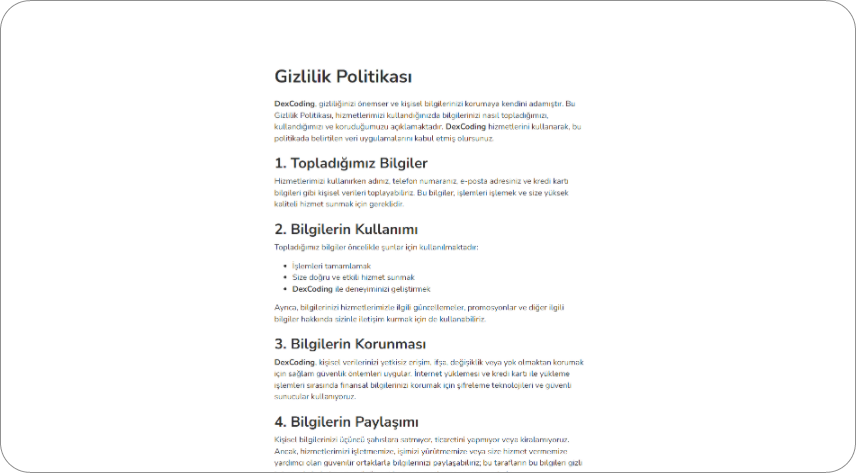 Gizlilik Politikası
DexCoding, gizliliğinizi önemser ve kişisel bilgilerinizi korumaya kendini adamıştır. Bu
Gizlilik Politikası, hizmetlerimizi kullandığınızda bilgilerinizi nasıl topladığımızı,
kullandığımızı ve koruduğumuzu açıklamaktadır. DexCoding hizmetlerini kullanarak, bu
politikada belirtilen veri uygulamalarını kabul etmiş olursunuz.
1. Topladığımız Bilgiler
Hizmetlerimizi kullanırken adınız, telefon numaranız, e-posta adresiniz ve kredi kartı
bilgileri gibi kişisel verileri toplayabiliriz. Bu bilgiler, işlemleri işlemek ve size yüksek
kaliteli hizmet sunmak için gereklidir.
2. Bilgilerin Kullanımı
Topladığımız bilgiler öncelikle şunlar için kullanılmaktadır:
• İşlemleri tamamlamak
• Size doğru ve etkili hizmet sunmak
• DexCoding ile deneyiminizi geliştirmek
Ayrıca, bilgilerinizi hizmetlerimizle ilgili güncellemeler, promosyonlar ve diğer ilgili
bilgiler hakkında sizinle iletişim kurmak için de kullanabiliriz.
3. Bilgilerin Korunması
DexCoding, kişisel verilerinizi yetkisiz erişim, ifşa, değişiklik veya yok olmaktan korumak
için sağlam güvenlik önlemleri uygular. İnternet yüklemesi ve kredi kartı ile yükleme
işlemleri sırasında finansal bilgilerinizi korumak için şifreleme teknolojileri ve güvenli
sunucular kullanıyoruz.
4. Bilgilerin Paylaşımı
Kişisel bilgilerinizi üçüncü şahıslara satmıyor, ticaretini yapmıyor veya kiralamıyoruz.
Ancak, hizmetlerimizi işletmemize, işimizi yürütmemize veya size hizmet vermemize
yardımcı olan güvenilir ortaklarla bilgilerinizi paylaşabiliriz; bu tarafların bu bilgileri gizli